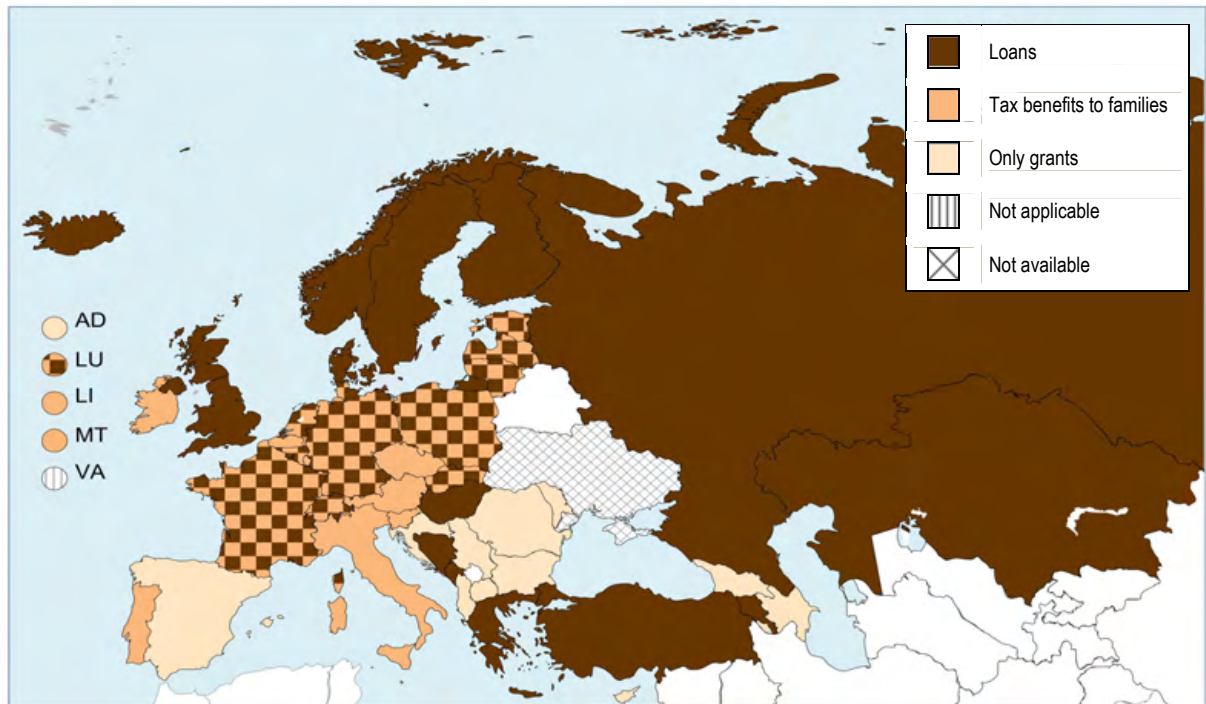 Loans
Tax benefits to families
Only grants
Not applicable
Not available
AD
LU
LI
MT
VA